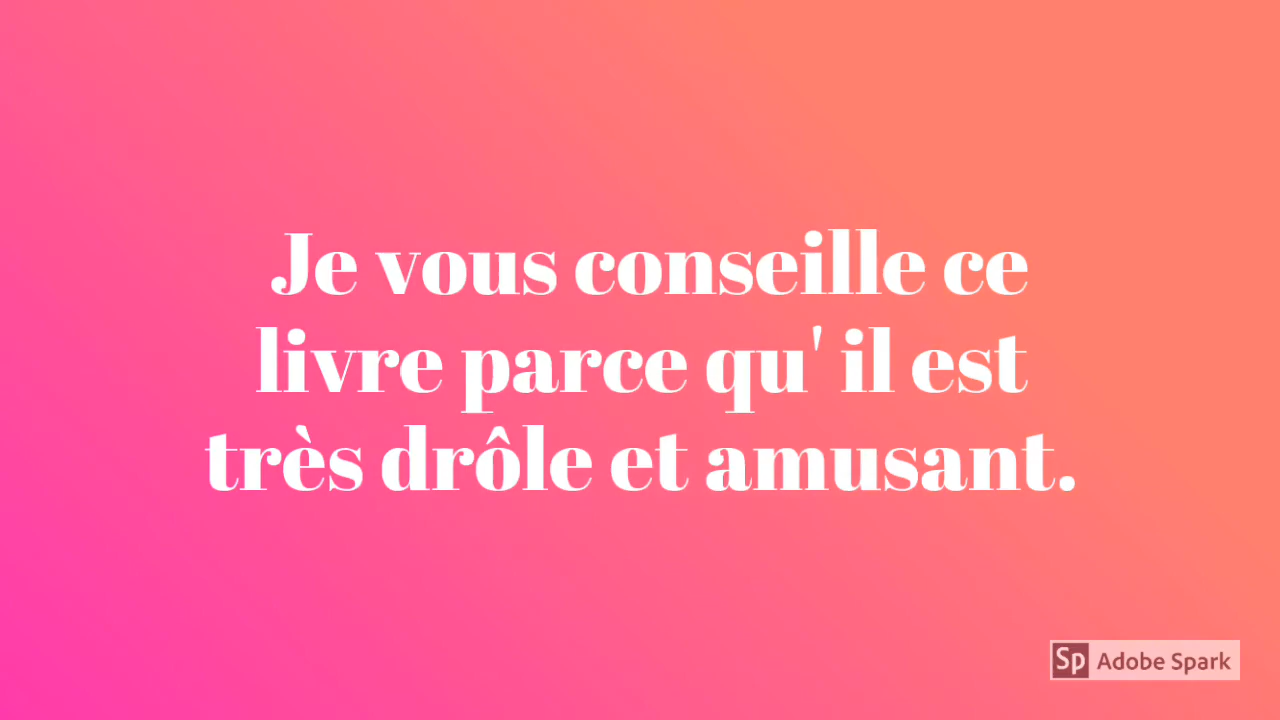 Je vous conseille ce
livre parce qu' il est
très drôle et amusant.
Sp Adobe Spark